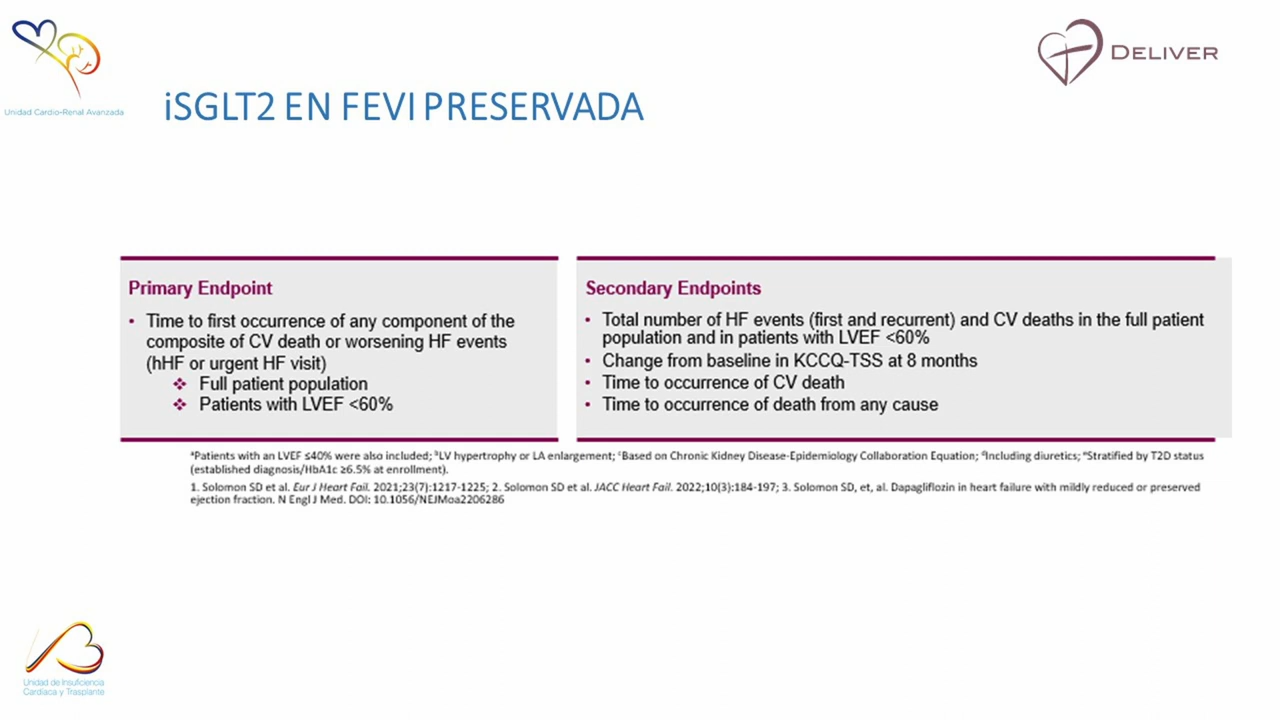 Unidad Cardio-Renal Avanzada
DELIVER
iSGLT2 EN FEVI PRESERVADA
Primary Endpoint
• Time to first occurrence of any component of the
composite of CV death or worsening HF events
(hHF or urgent HF visit)
❖ Full patient population
❖ Patients with LVEF <60%
Secondary Endpoints
• Total number of HF events (first and recurrent) and CV deaths in the full patient
population and in patients with LVEF <60%
• Change from baseline in KCCQ-TSS at 8 months
• Time to occurrence of CV death
• Time to occurrence of death from any cause
ᵃPatients with an LVEF ≤40% were also included; ᵇLV hypertrophy or LA enlargement; ᶜBased on Chronic Kidney Disease-Epidemiology Collaboration Equation; ᵈIncluding diuretics; ᵉStratified by T2D status
(established diagnosis/HbA1c ≥6.5% at enrollment).
1. Solomon SD et al. Eur J Heart Fail. 2021;23(7):1217-1225; 2. Solomon SD et al. JACC Heart Fail. 2022;10(3):184-197; 3. Solomon SD, et, al. Dapagliflozin in heart failure with mildly reduced or preserved
ejection fraction. N Engl J Med. DOI: 10.1056/NEJMoa2206286
Unidad de Insuficiencia
Cardíaca y Trasplante